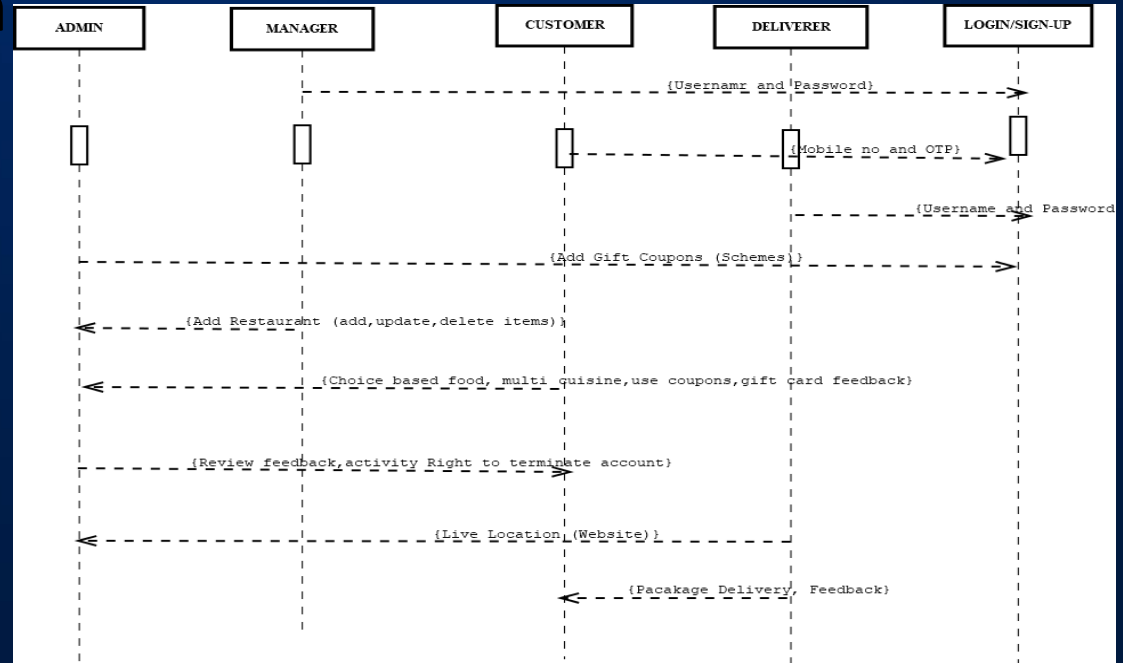 ADMIN
MANAGER
CUSTOMER
DELIVERER
LOGIN/SIGN-UP
{Usernamr and Password}
{Mobile no and OTP}
{Username and Password
{Add Gift Coupons (Schemes)}
{Add Restaurant (add,update,delete items)}
{Choice based food, multi cuisine,use coupons,gift card feedback}
{Review feedback,activity Right to terminate account}
{Live Location (Website)}
{Pacakage Delivery, Feedback}